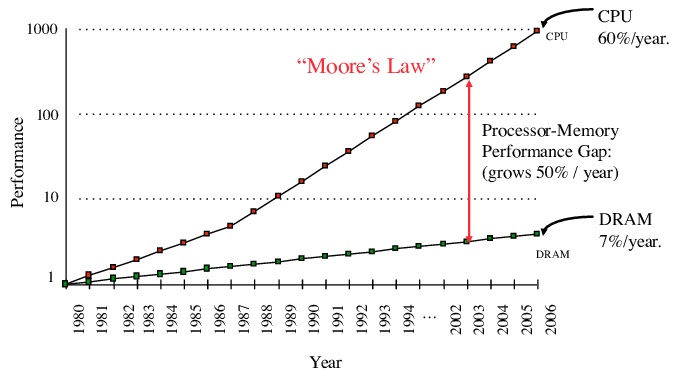 CPU
60%/year.
1000
CPU
"Moore's Law"
100
Processor-Memory
Performance Gap:
(grows 50% / year)
Performance
10
DRAM
7%/year.
DRAM
1
1980 1981 1982 1983 1984 1985 1986 1987 1988 1989 1990 1991 1992 1993 1994 ... 2002 2003 2004 2005 2006
Year